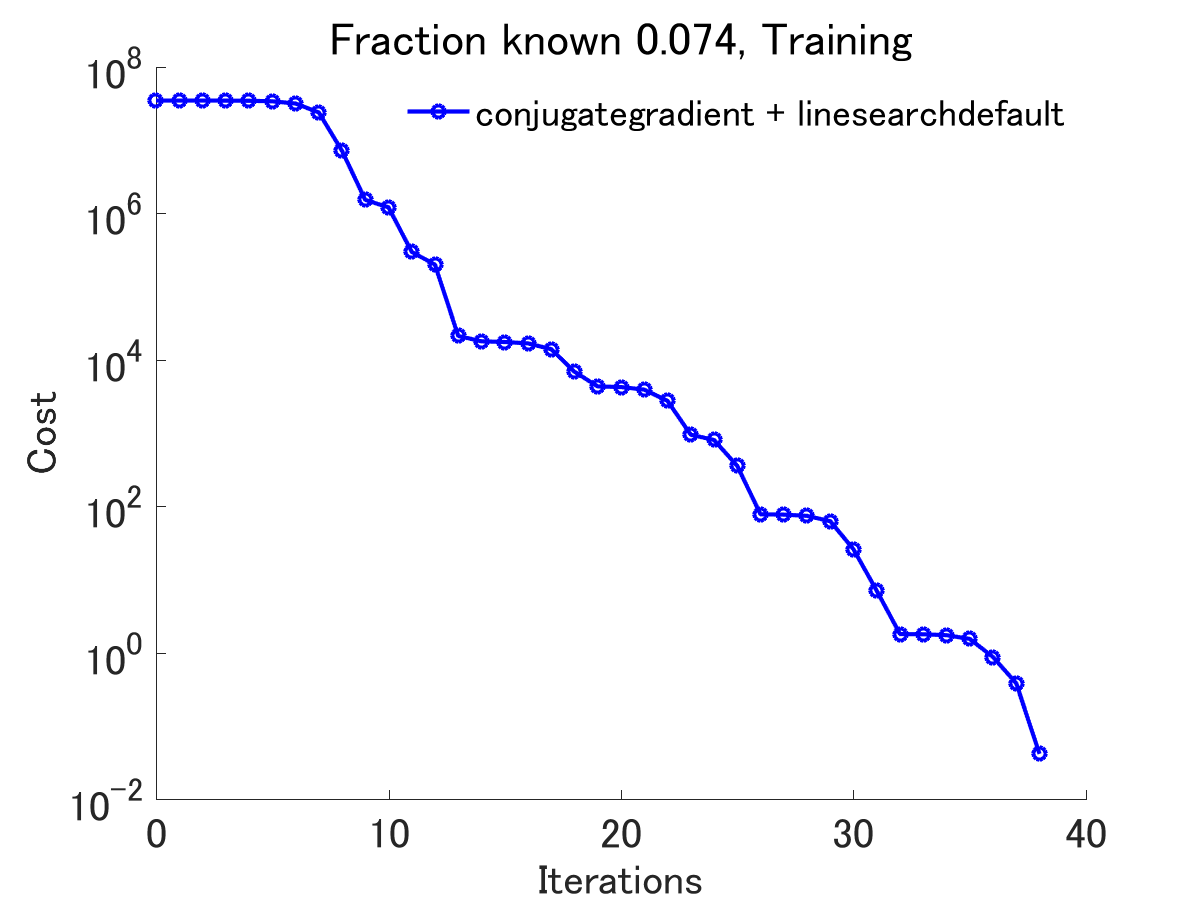 Fraction known 0.074, Training
conjugategradient + linesearchdefault
10^8
10^6
10^4
10^2
10^0
10^-2
Cost
0 10 20 30 40
Iterations